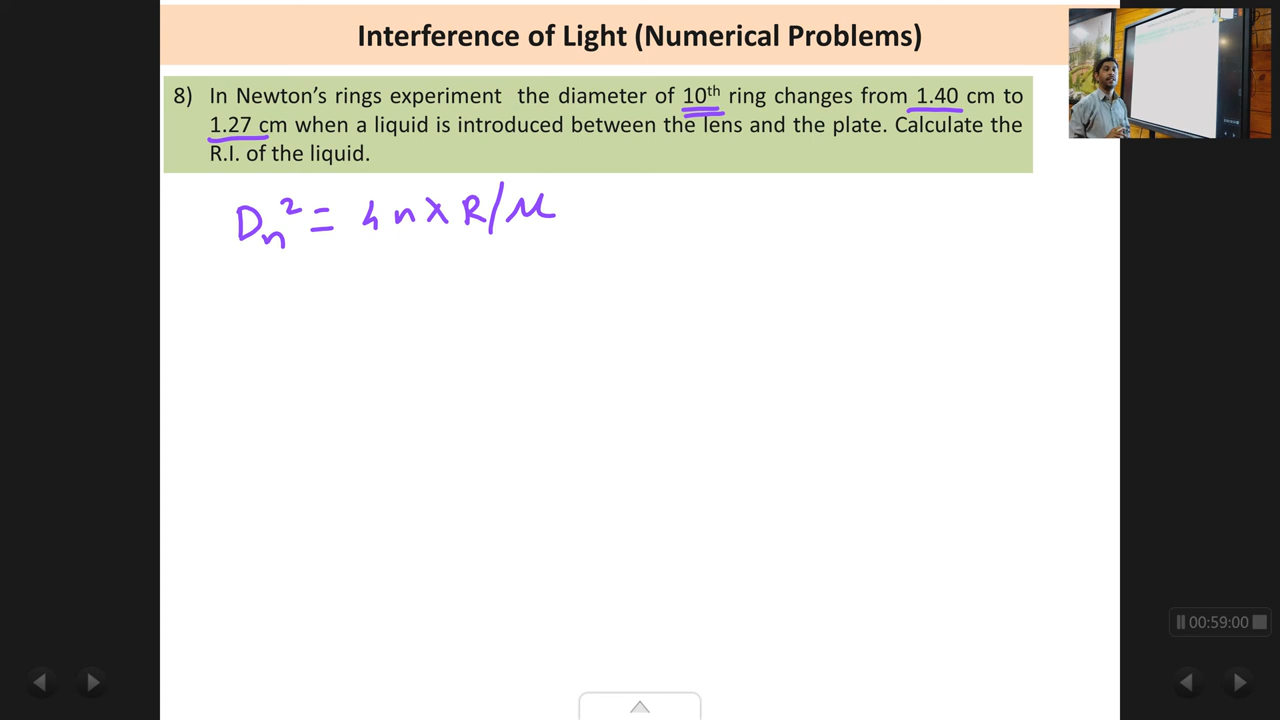 Interference of Light (Numerical Problems)
8) In Newton's rings experiment the diameter of 10th ring changes from 1.40 cm to
1.27 cm when a liquid is introduced between the lens and the plate. Calculate the
R.I. of the liquid.
Dn² = 4nλR/μ
00:59:00